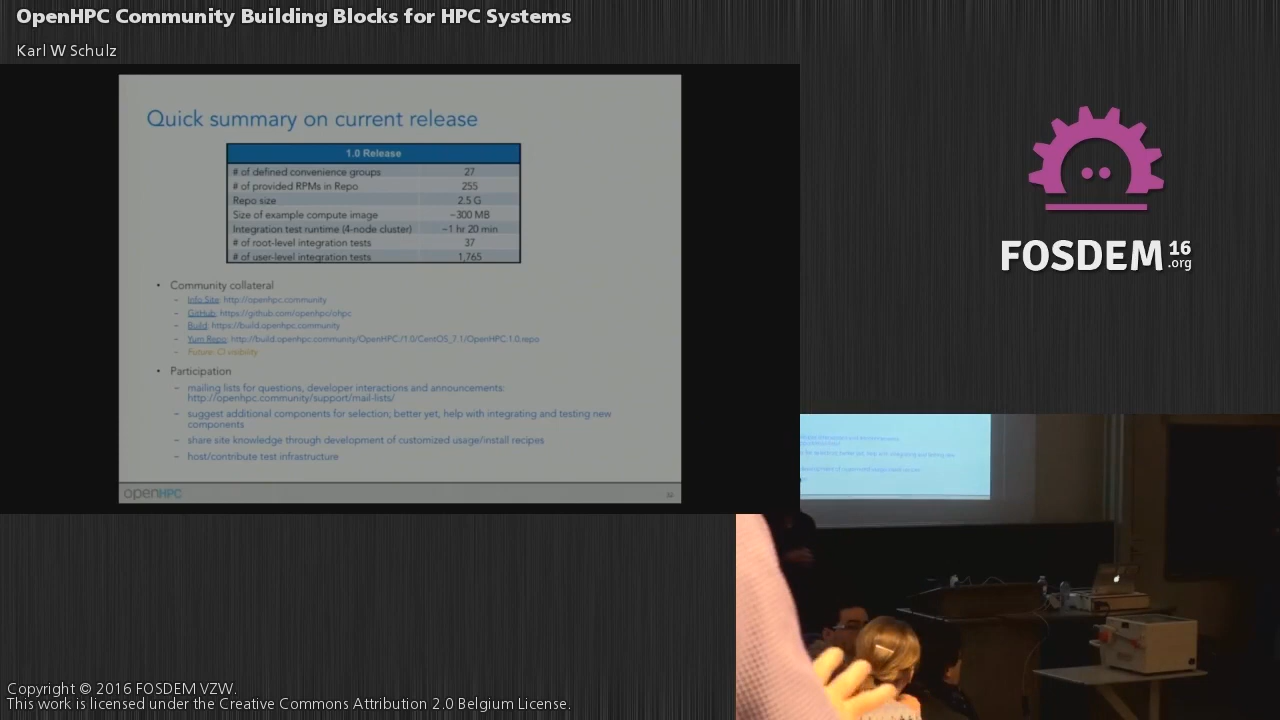 OpenHPC Community Building Blocks for HPC Systems
Karl W Schulz
Quick summary on current release
1.0 Release
# of defined convenience groups 27
# of provided RPMs in Repo 255
Repo size 2.5 G
Size of example compute image ~300 MB
Integration test runtime (4-node cluster) ~1 hr 20 min
# of root-level integration tests 37
# of user-level integration tests 1,765
• Community collateral
– Info Site: http://openhpc.community
– GitHub: https://github.com/openhpc/ohpc
– Build: https://build.openhpc.community
– Yum Repo: http://build.openhpc.community/OpenHPC:/1.0/CentOS_7.1/OpenHPC:1.0.repo
– Future: CI visibility
• Participation
– mailing lists for questions, developer interactions and announcements:
http://openhpc.community/support/mail-lists/
– suggest additional components for selection; better yet, help with integrating and testing new
components
– share site knowledge through development of customized usage/install recipes
– host/contribute test infrastructure
openHPC
FOSDEM 16
.org
Copyright © 2016 FOSDEM VZW.
This work is licensed under the Creative Commons Attribution 2.0 Belgium License.